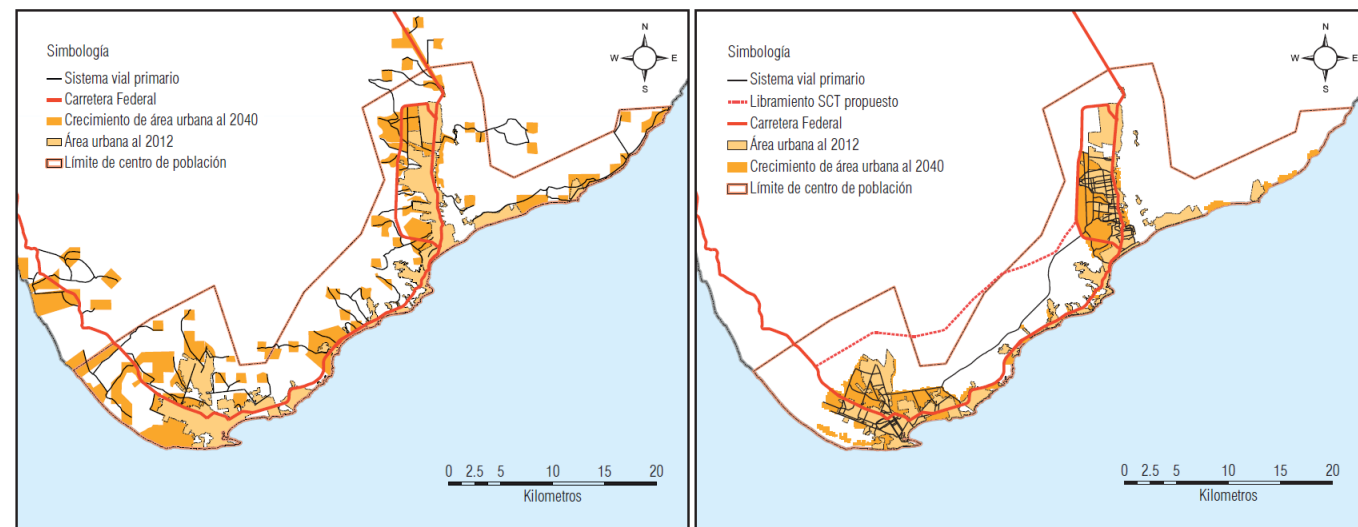 Simbología
Sistema vial primario
Carretera Federal
Crecimiento de área urbana al 2040
Área urbana al 2012
Límite de centro de población
N
W E
S
0 2.5 5 10 15 20
Kilometros
Simbología
Sistema vial primario
Libramiento SCT propuesto
Carretera Federal
Área urbana al 2012
Crecimiento de área urbana al 2040
Límite de centro de población
N
W E
S
0 2.5 5 10 15 20
Kilometros